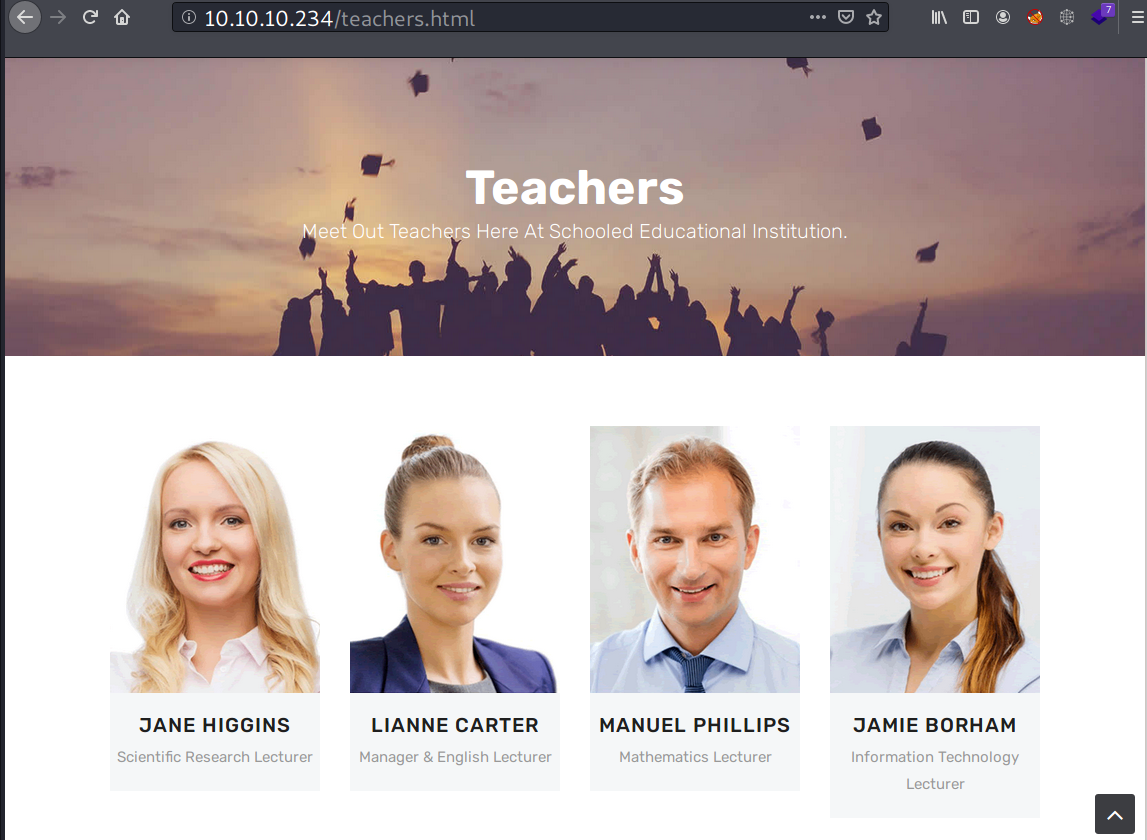 10.10.10.234/teachers.html
7
Teachers
Meet Out Teachers Here At Schooled Educational Institution.
JANE HIGGINS
Scientific Research Lecturer
LIANNE CARTER
Manager & English Lecturer
MANUEL PHILLIPS
Mathematics Lecturer
JAMIE BORHAM
Information Technology
Lecturer